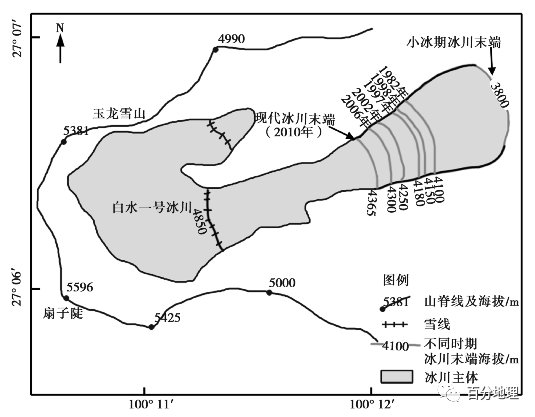 27° 07′
N
4990
小冰期冰川末端
玉龙雪山
5381
现代冰川末端
(2010年)
1982年
1998年
1997年
2002年
2006年
3800
白水一号冰川
4850
4365
4300
4250
4180
4150
4100
27° 06′
5596
扇子陡
5425
5000
图例
5381 山脊线及海拔/m
雪线
4100 不同时期
冰川末端海拔/m
冰川主体
100° 11′
100° 12′
百分地理